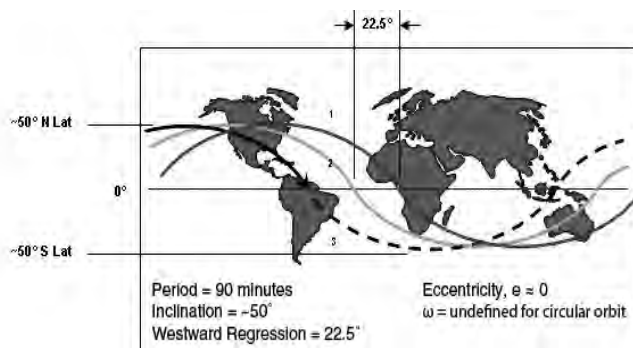 22.5°
~50° N Lat
1
2
0°
3
~50° S Lat
Period = 90 minutes
Inclination = ~50°
Westward Regression = 22.5°
Eccentricity, e ≈ 0
ω = undefined for circular orbit